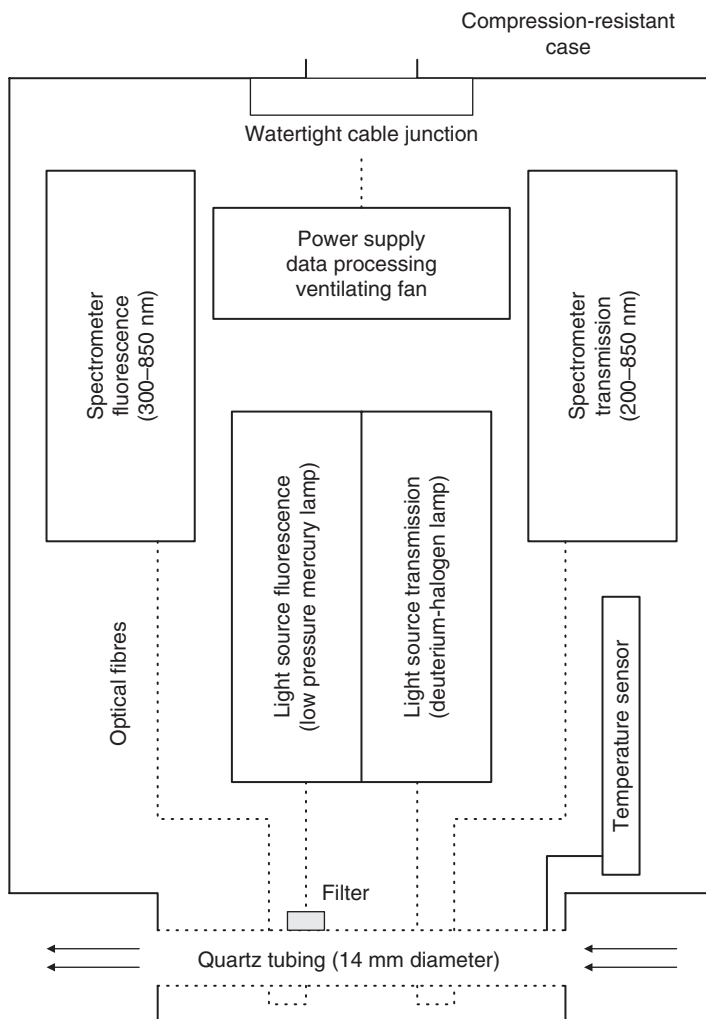 Compression-resistant
case
Watertight cable junction
Power supply
data processing
ventilating fan
Spectrometer
fluorescence
(300–850 nm)
Spectrometer
transmission
(200–850 nm)
Light source fluorescence
(low pressure mercury lamp)
Light source transmission
(deuterium-halogen lamp)
Optical fibres
Temperature sensor
Filter
Quartz tubing (14 mm diameter)